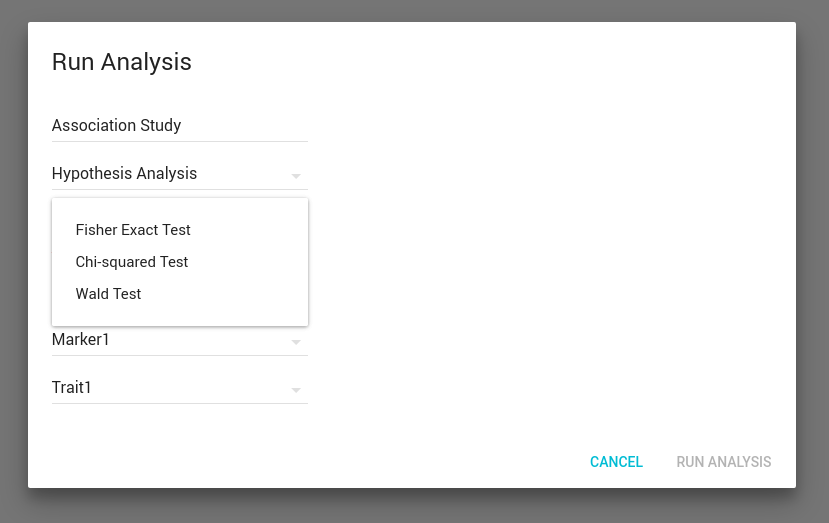 Run Analysis
Association Study
Hypothesis Analysis
Fisher Exact Test
Chi-squared Test
Wald Test
Marker1
Trait1
CANCEL RUN ANALYSIS